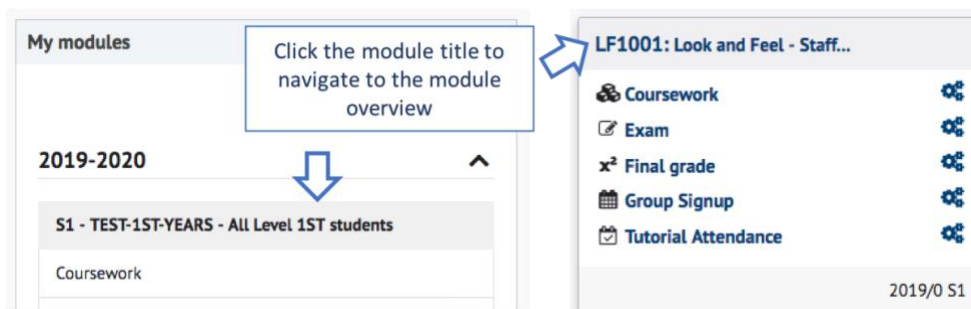 My modules
Click the module title to
navigate to the module
overview
2019-2020
S1 - TEST-1ST-YEARS - All Level 1ST students
Coursework
LF1001: Look and Feel - Staff...
Coursework
Exam
x² Final grade
Group Signup
Tutorial Attendance
2019/0 S1